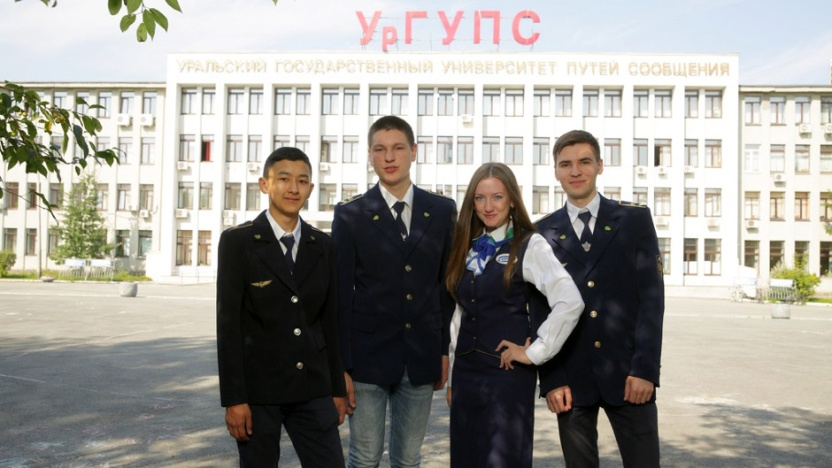 УрГУПС
УРАЛЬСКИЙ ГОСУДАРСТВЕННЫЙ УНИВЕРСИТЕТ ПУТЕЙ СООБЩЕНИЯ